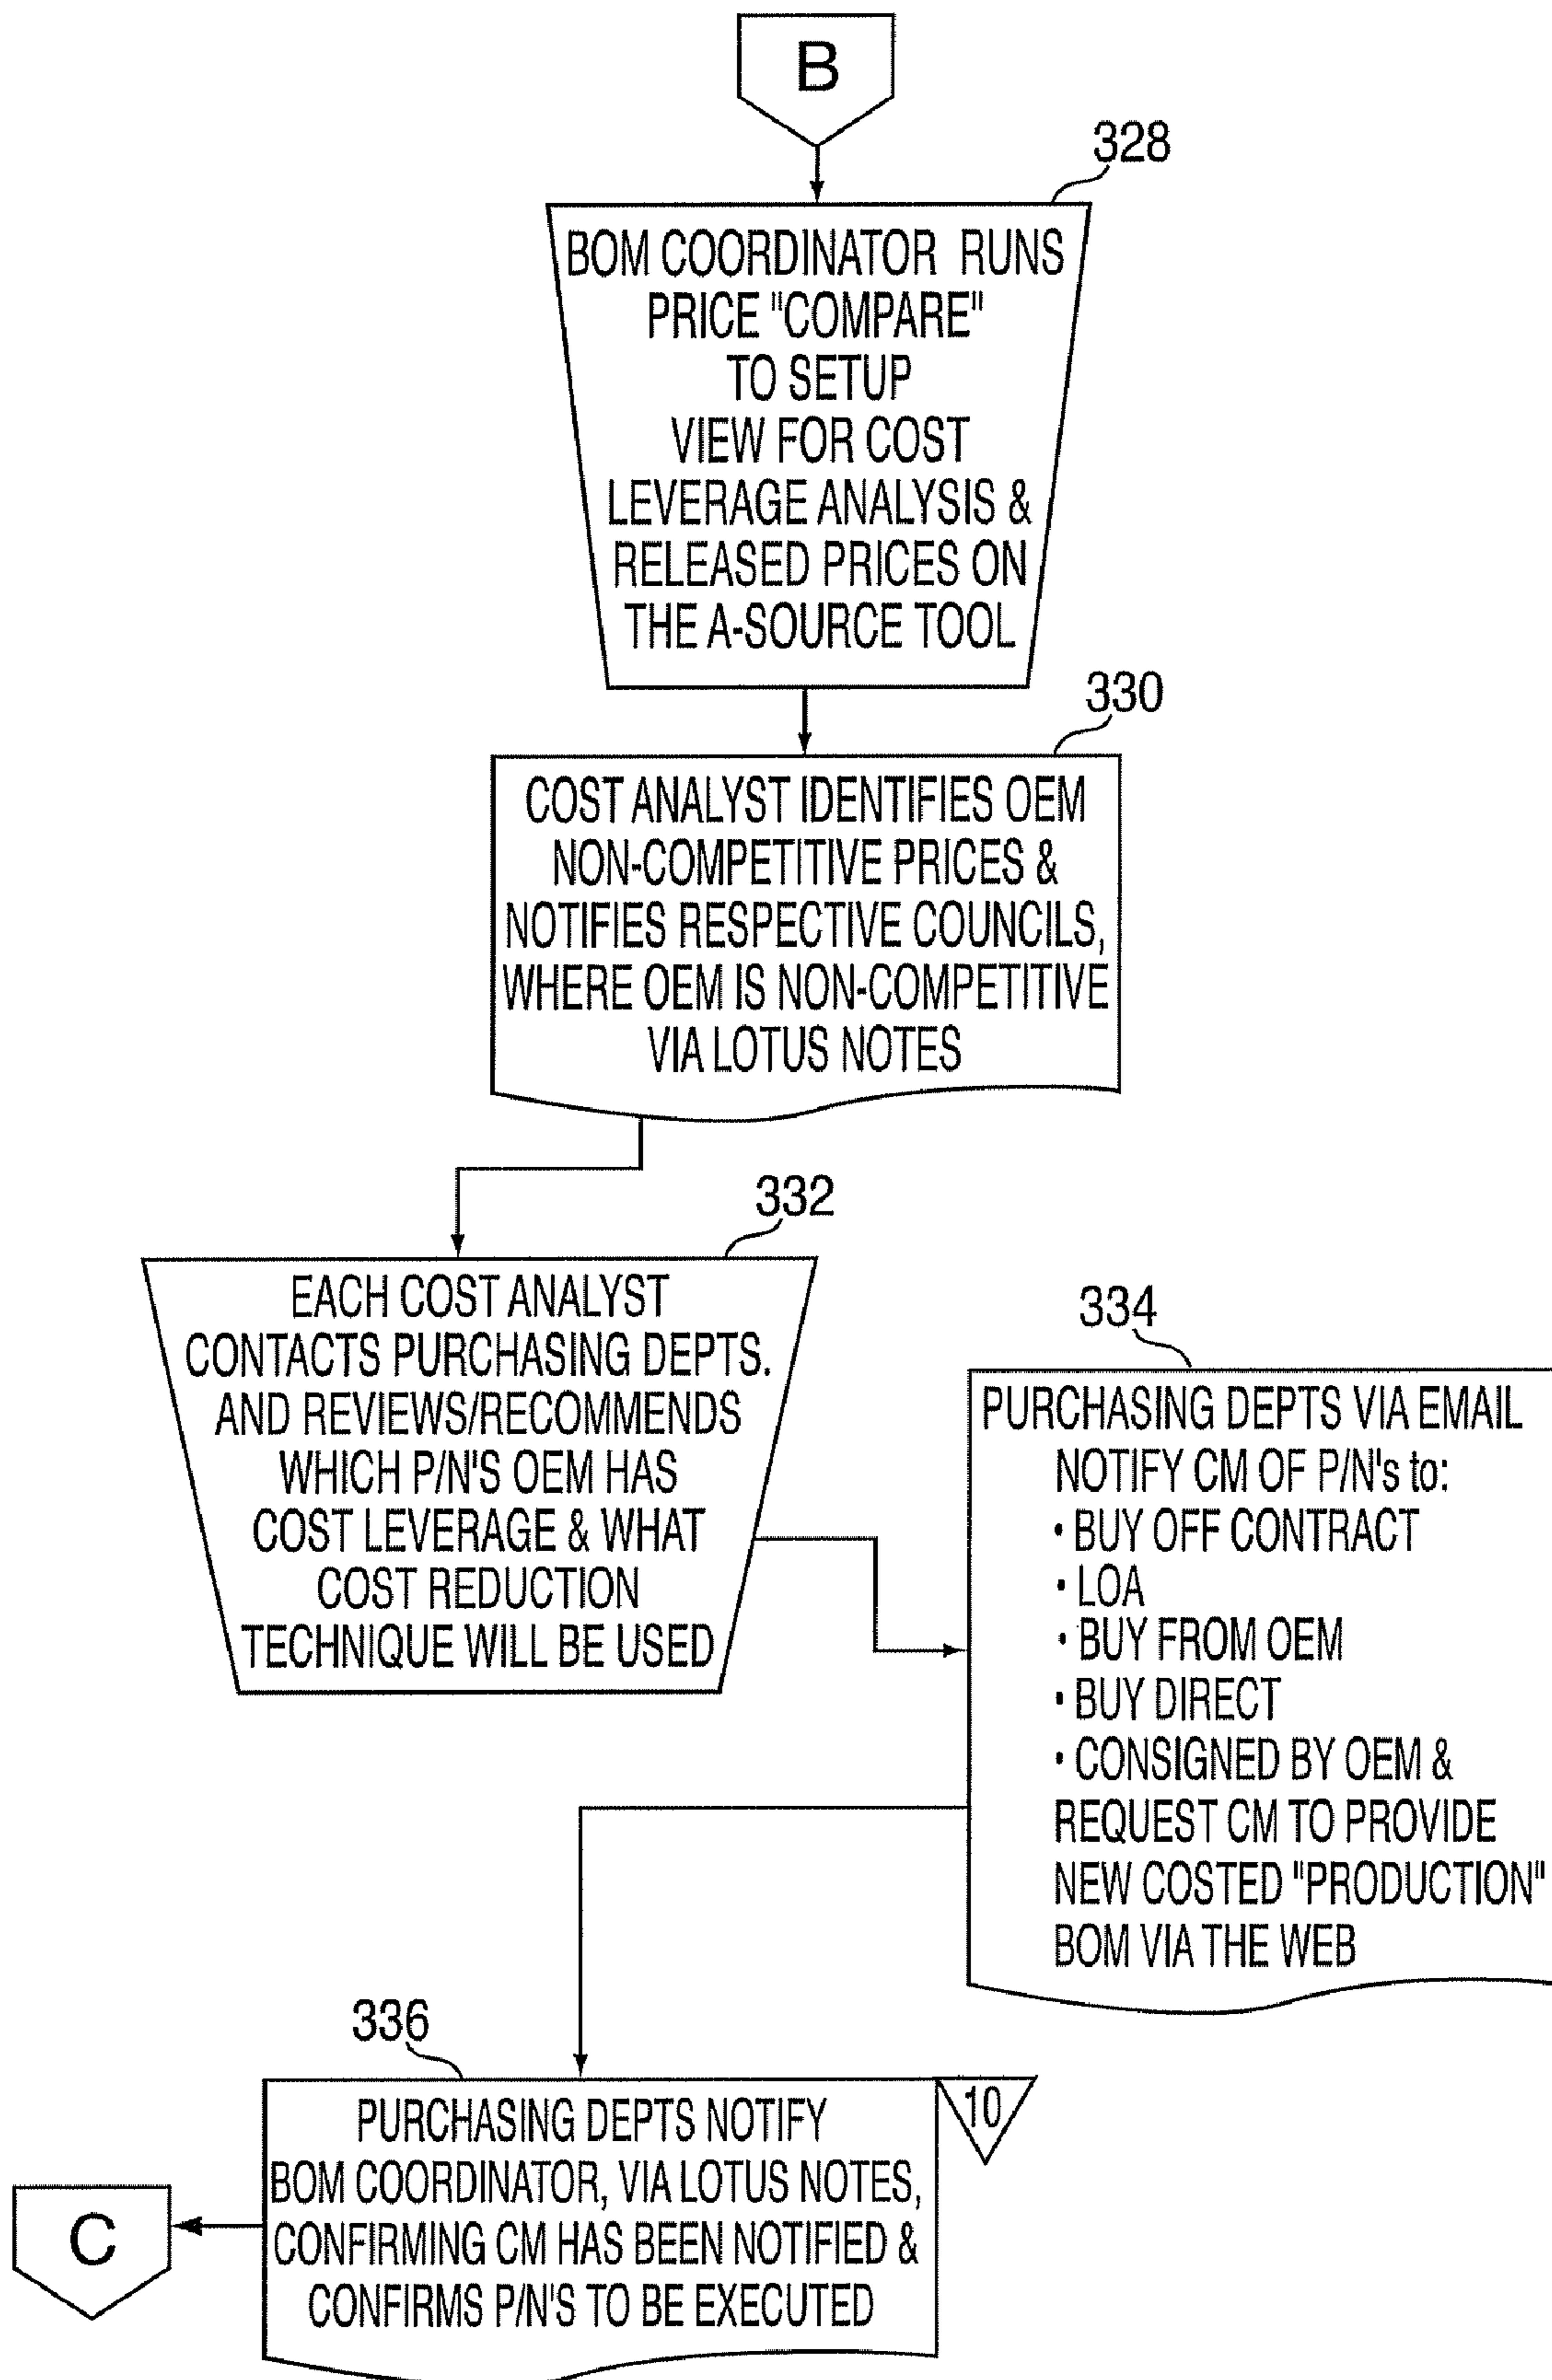 B
328
BOM COORDINATOR RUNS
PRICE "COMPARE"
TO SETUP
VIEW FOR COST
LEVERAGE ANALYSIS &
RELEASED PRICES ON
THE A-SOURCE TOOL
330
COST ANALYST IDENTIFIES OEM
NON-COMPETITIVE PRICES &
NOTIFIES RESPECTIVE COUNCILS,
WHERE OEM IS NON-COMPETITIVE
VIA LOTUS NOTES
332
EACH COST ANALYST
CONTACTS PURCHASING DEPTS.
AND REVIEWS/RECOMMENDS
WHICH P/N'S OEM HAS
COST LEVERAGE & WHAT
COST REDUCTION
TECHNIQUE WILL BE USED
334
PURCHASING DEPTS VIA EMAIL
NOTIFY CM OF P/N's to:
• BUY OFF CONTRACT
• LOA
• BUY FROM OEM
• BUY DIRECT
• CONSIGNED BY OEM &
REQUEST CM TO PROVIDE
NEW COSTED "PRODUCTION"
BOM VIA THE WEB
336
10
PURCHASING DEPTS NOTIFY
BOM COORDINATOR, VIA LOTUS NOTES,
CONFIRMING CM HAS BEEN NOTIFIED &
CONFIRMS P/N'S TO BE EXECUTED
C